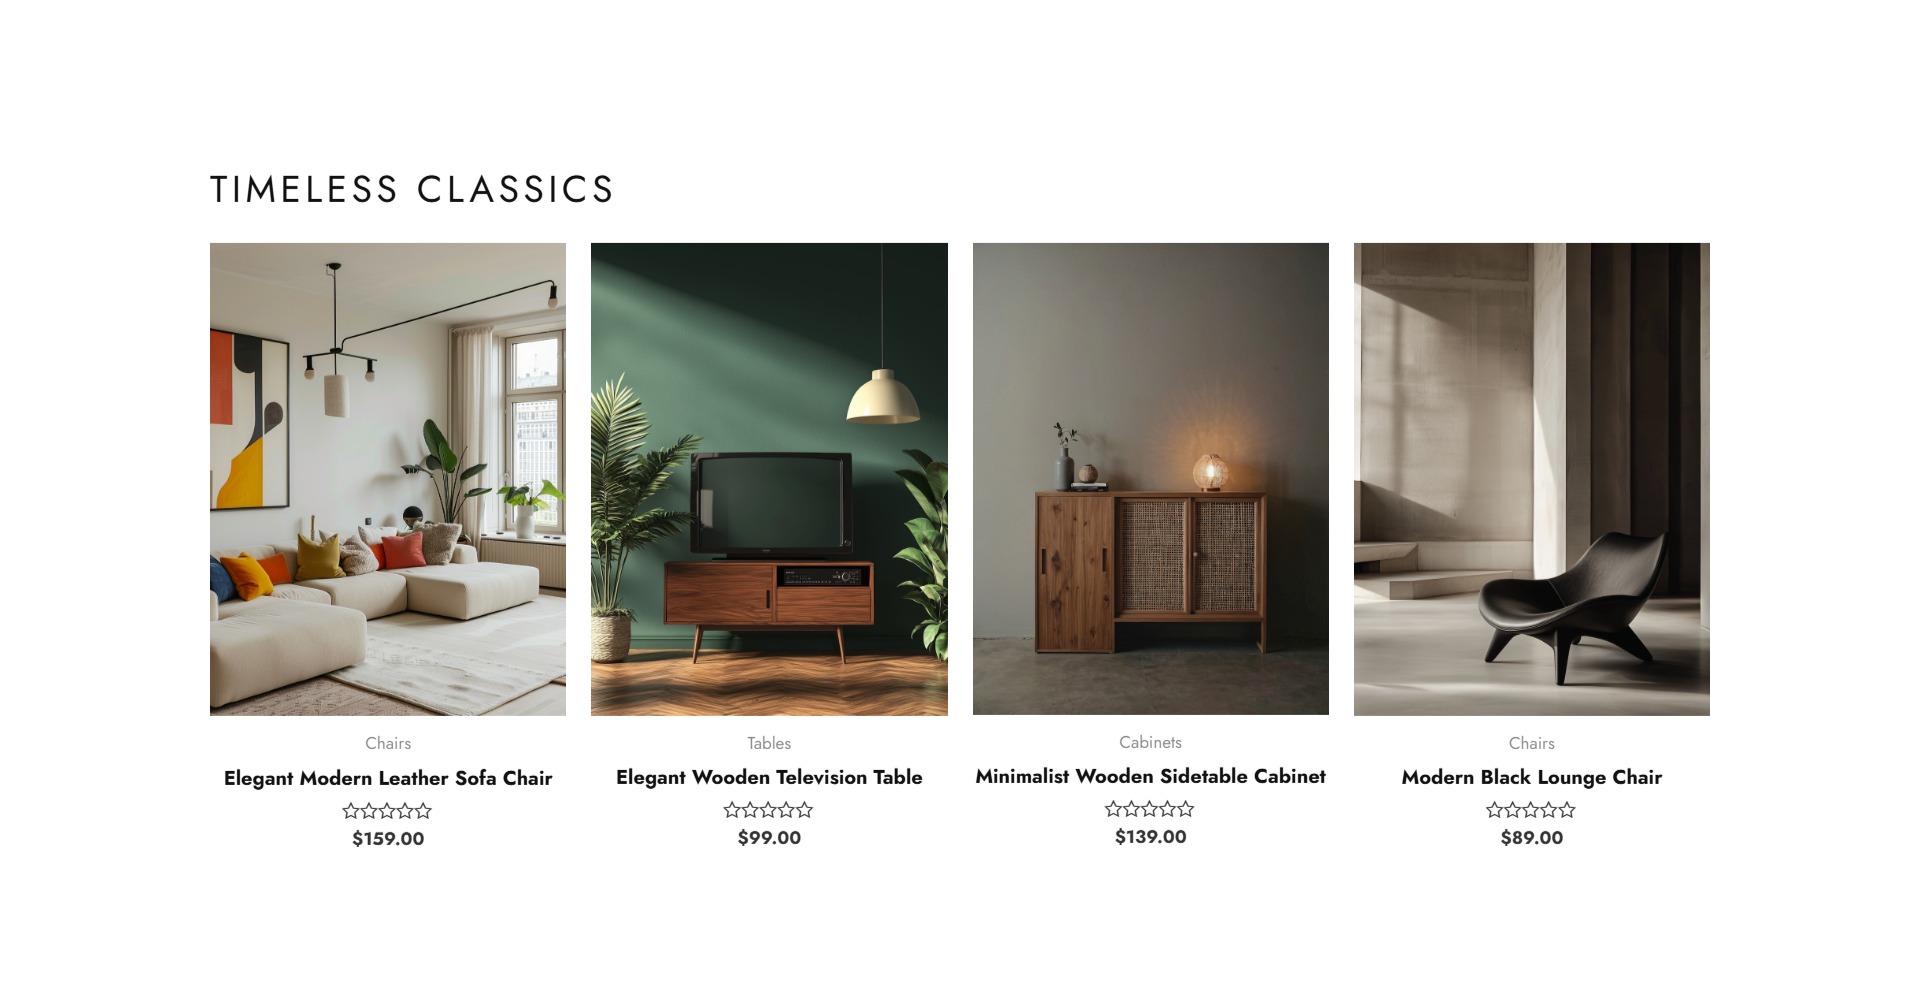 TIMELESS CLASSICS
Chairs
Elegant Modern Leather Sofa Chair
$159.00
Tables
Elegant Wooden Television Table
$99.00
Cabinets
Minimalist Wooden Sidetable Cabinet
$139.00
Chairs
Modern Black Lounge Chair
$89.00